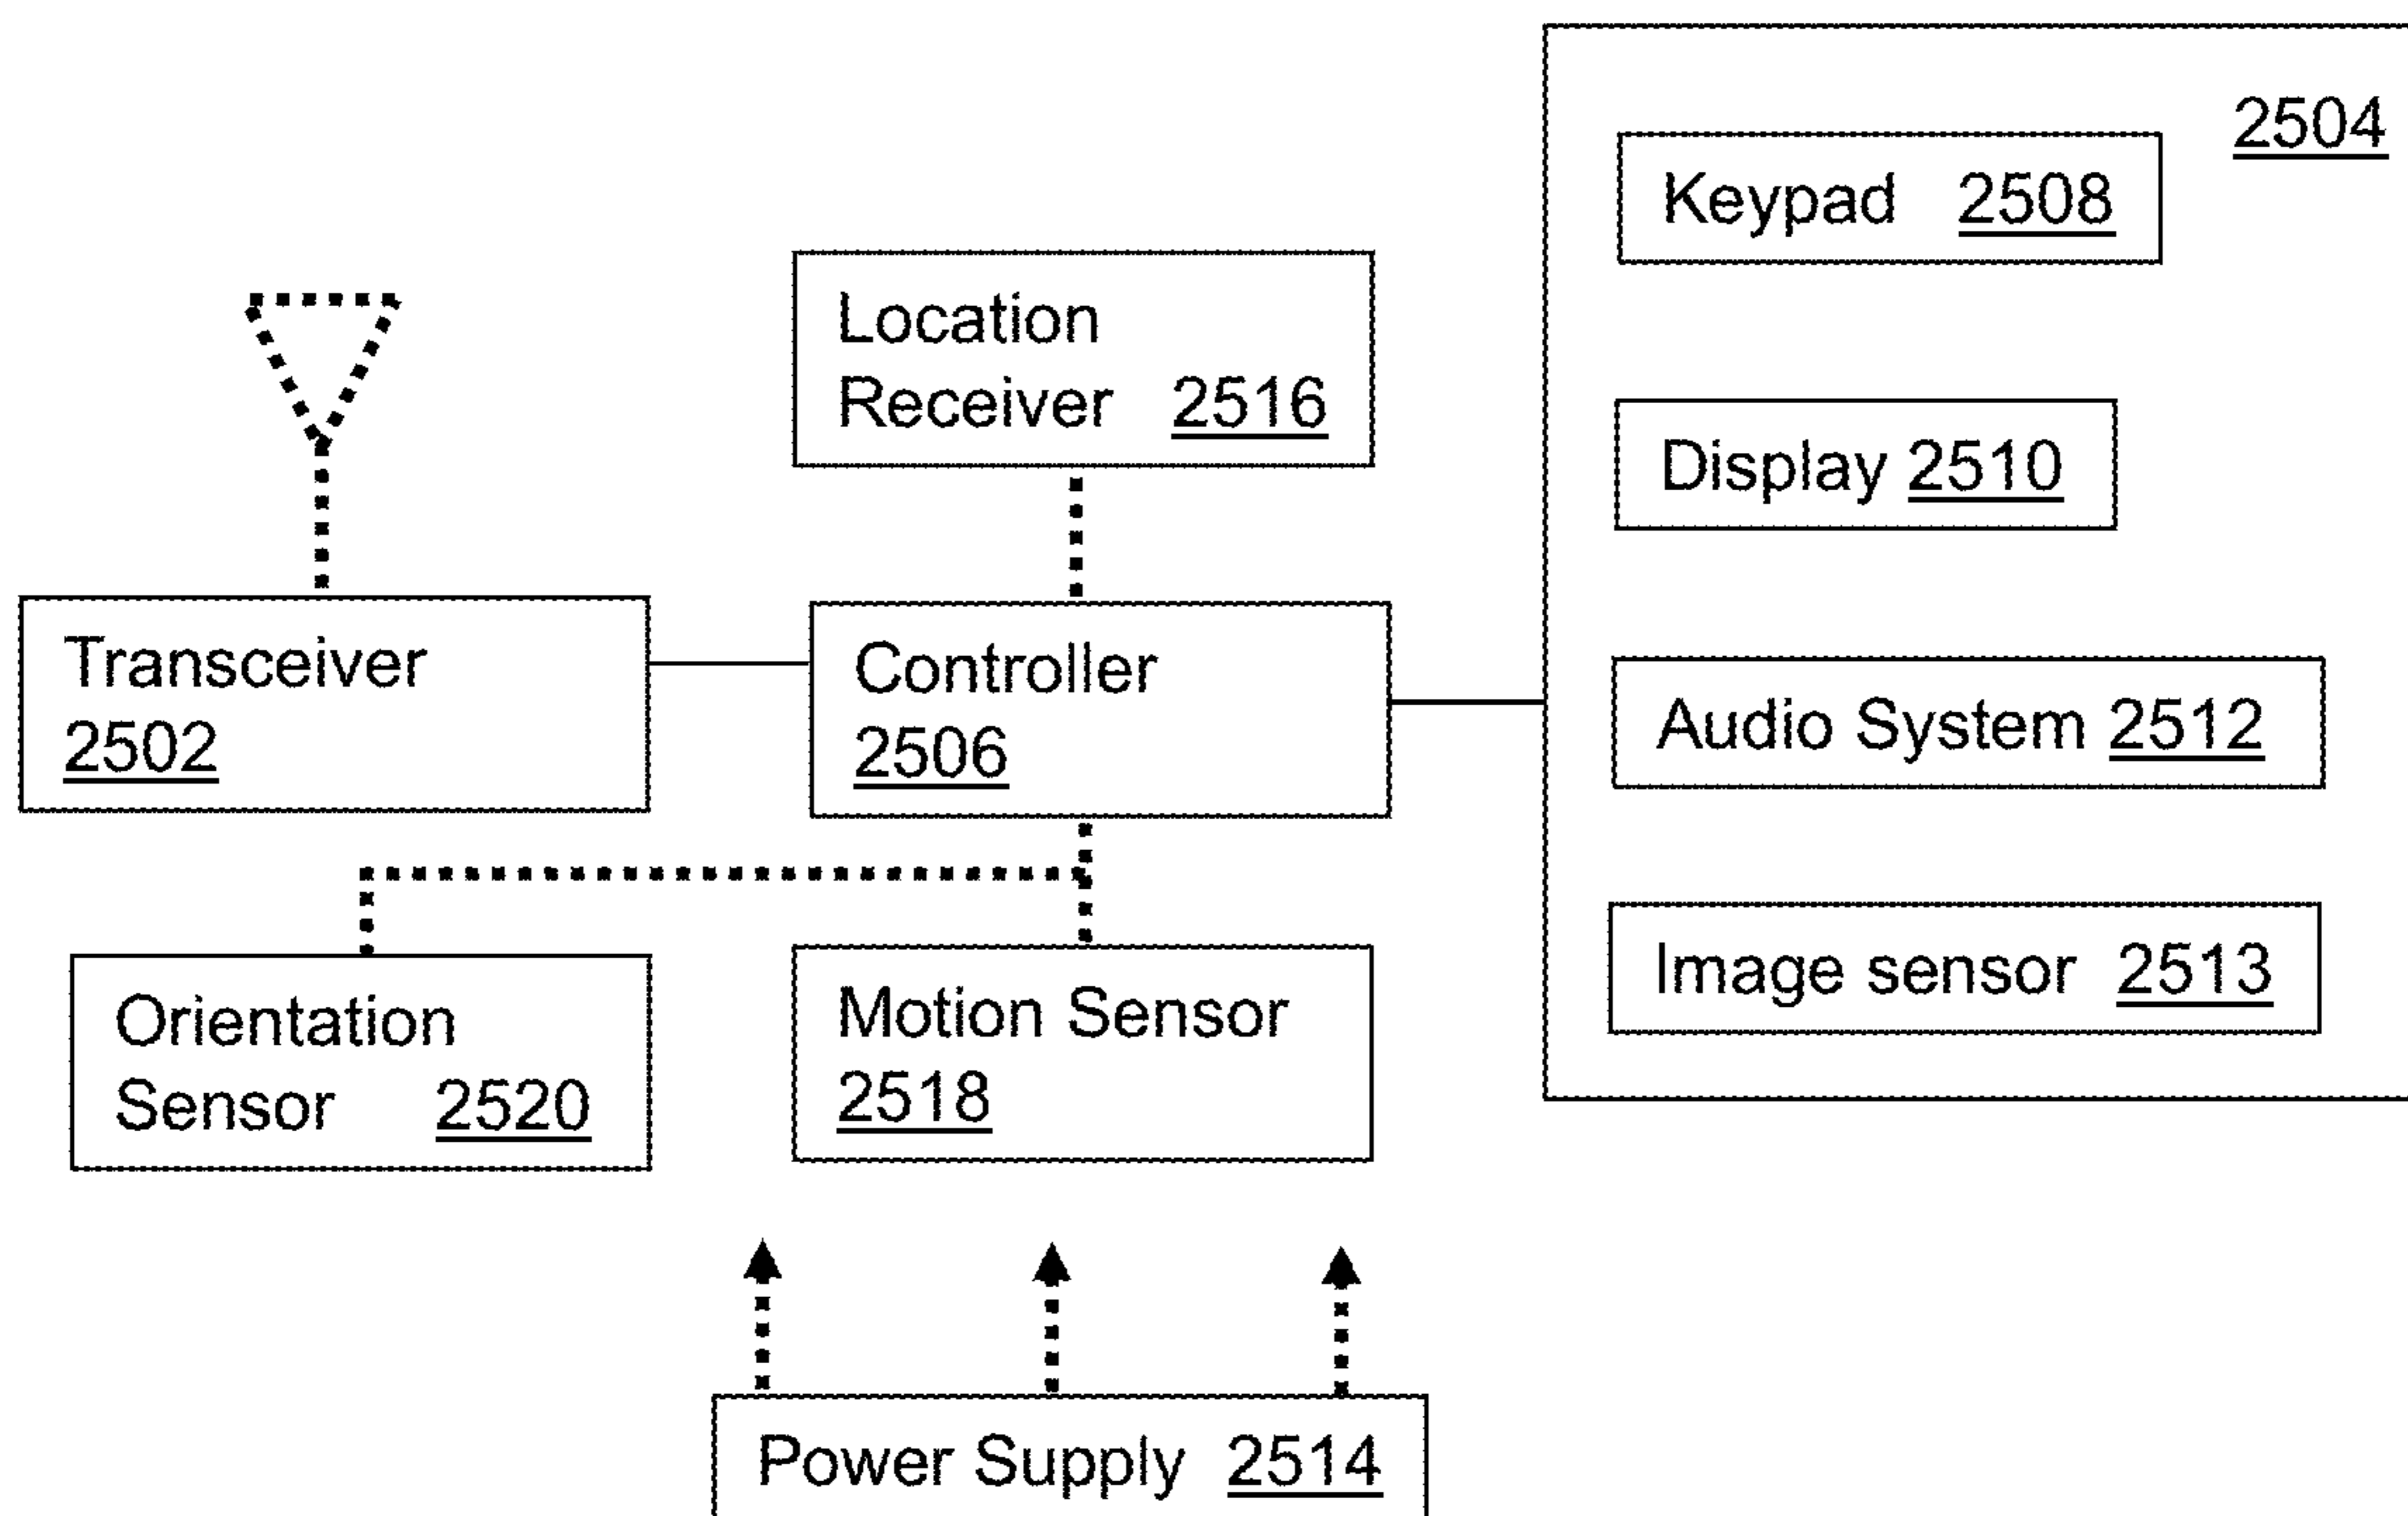 2504
Keypad 2508
Location
Receiver 2516
Display 2510
Transceiver
2502
Controller
2506
Audio System 2512
Image sensor 2513
Orientation
Sensor 2520
Motion Sensor
2518
Power Supply 2514